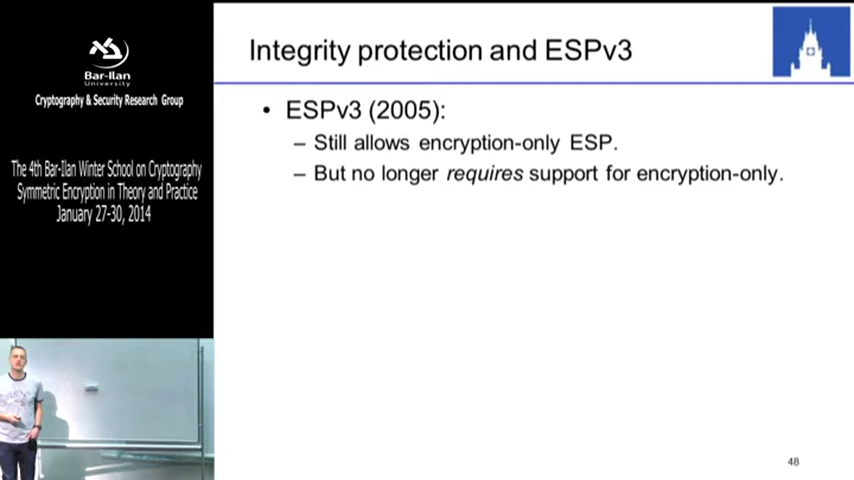 Bar-Ilan
University
Cryptography & Security Research Group
The 4th Bar-Ilan Winter School on Cryptography
Symmetric Encryption in Theory and Practice
January 27-30, 2014
Integrity protection and ESPv3
• ESPv3 (2005):
– Still allows encryption-only ESP.
– But no longer requires support for encryption-only.
48